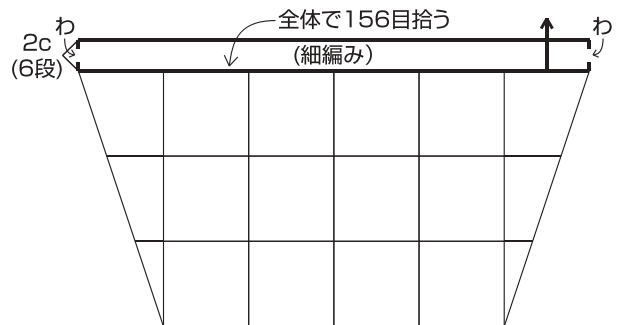 全体で156目拾う
わ
わ
2c
(6段)
(細編み)